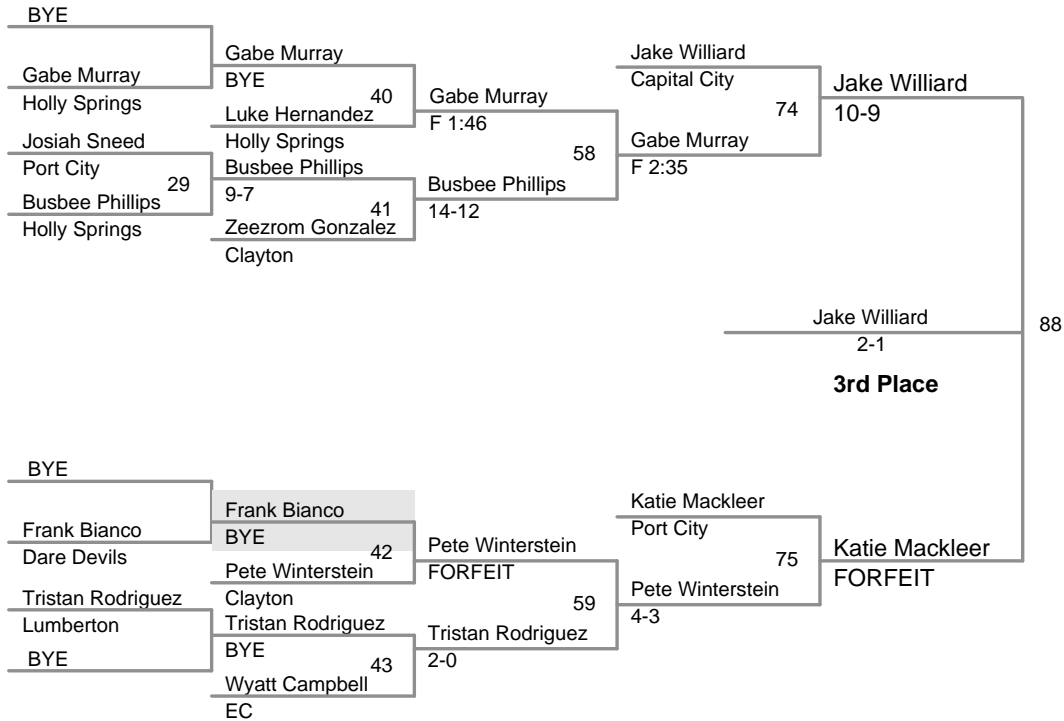 BYE
Gabe Murray
Holly Springs
Josiah Sneed
Port City
29
Busbee Phillips
Holly Springs
Gabe Murray
BYE
40
Luke Hernandez
Holly Springs
Busbee Phillips
9-7
41
Zeezrom Gonzalez
Clayton
Gabe Murray
F 1:46
58
Busbee Phillips
14-12
Jake Williard
Capital City
74
Gabe Murray
F 2:35
Jake Williard
10-9
Jake Williard
2-1
3rd Place
88
BYE
Frank Bianco
Dare Devils
Tristan Rodriguez
Lumberton
BYE
Frank Bianco
BYE
42
Pete Winterstein
Clayton
Tristan Rodriguez
BYE
43
Wyatt Campbell
EC
Pete Winterstein
FORFEIT
59
Tristan Rodriguez
2-0
Katie Mackleer
Port City
75
Pete Winterstein
4-3
Katie Mackleer
FORFEIT